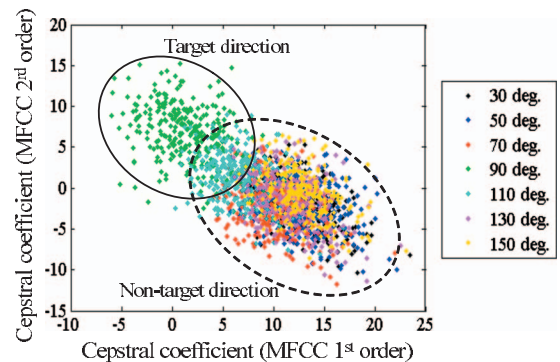 20
15
10
5
0
-5
-10
-15
-10
-5
0
5
10
15
20
25
Target direction
Non-target direction
Cepstral coefficient (MFCC 2rd order)
Cepstral coefficient (MFCC 1st order)
30 deg.
50 deg.
70 deg.
90 deg.
110 deg.
130 deg.
150 deg.